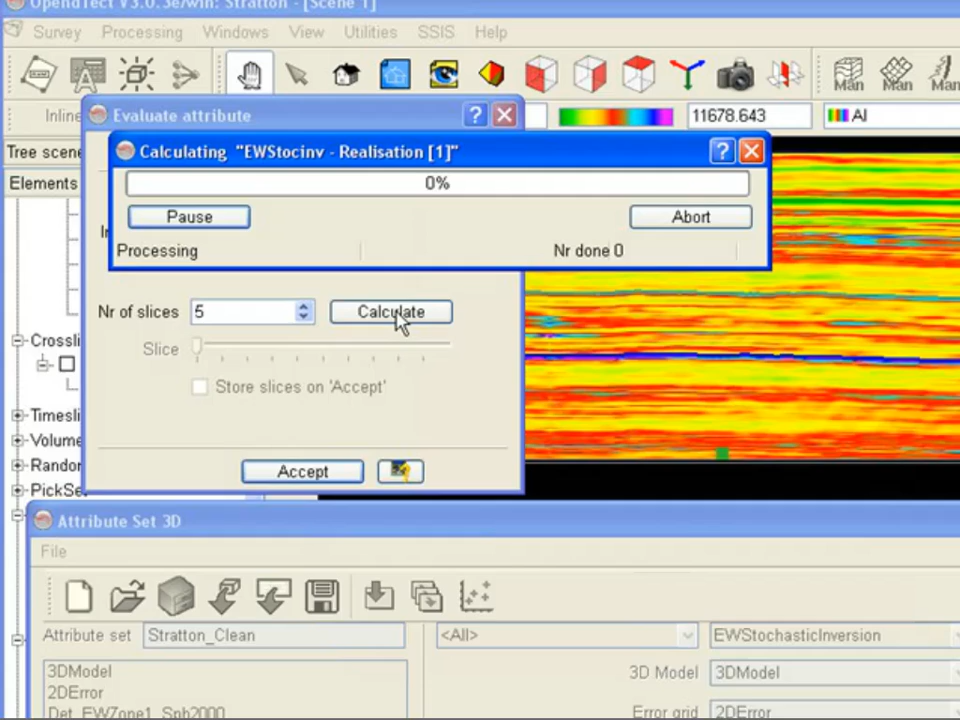 OpendTect V3.0.3e/win: Stratton - [Scene 1]
Survey Processing Windows View Utilities SSIS Help
Man Man Man
Inline
Evaluate attribute
11678.643 AI
Tree scene
Calculating "EWStocinv - Realisation [1]"
Elements
0%
Pause Abort
Processing Nr done 0
Nr of slices 5 Calculate
Crossli
Slice
Store slices on 'Accept'
Timesli
Volume
Random
Accept
PickSe
Attribute Set 3D
File
Attribute set Stratton_Clean <All> EWStochasticInversion
3DModel
3D Model 3DModel
2DError
Det_EWZone1_Sph2000
Error grid 2DError